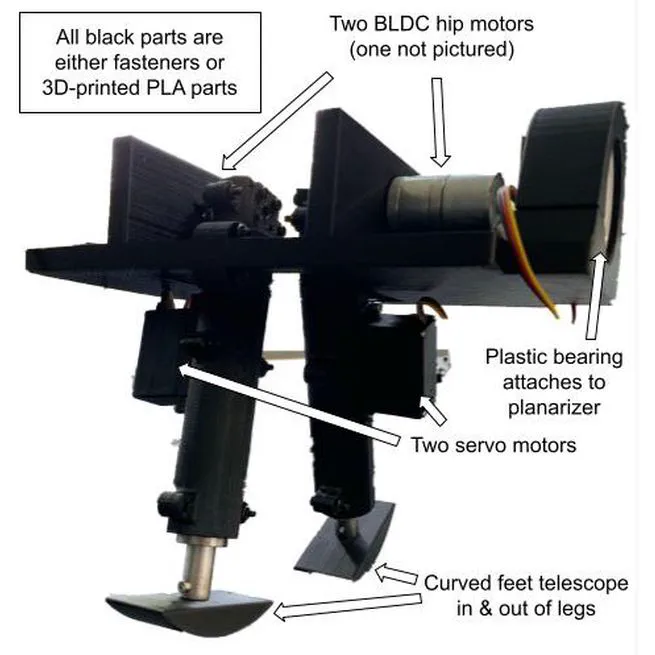 All black parts are
either fasteners or
3D-printed PLA parts
Two BLDC hip motors
(one not pictured)
Plastic bearing
attaches to
planarizer
Two servo motors
Curved feet telescope
in & out of legs